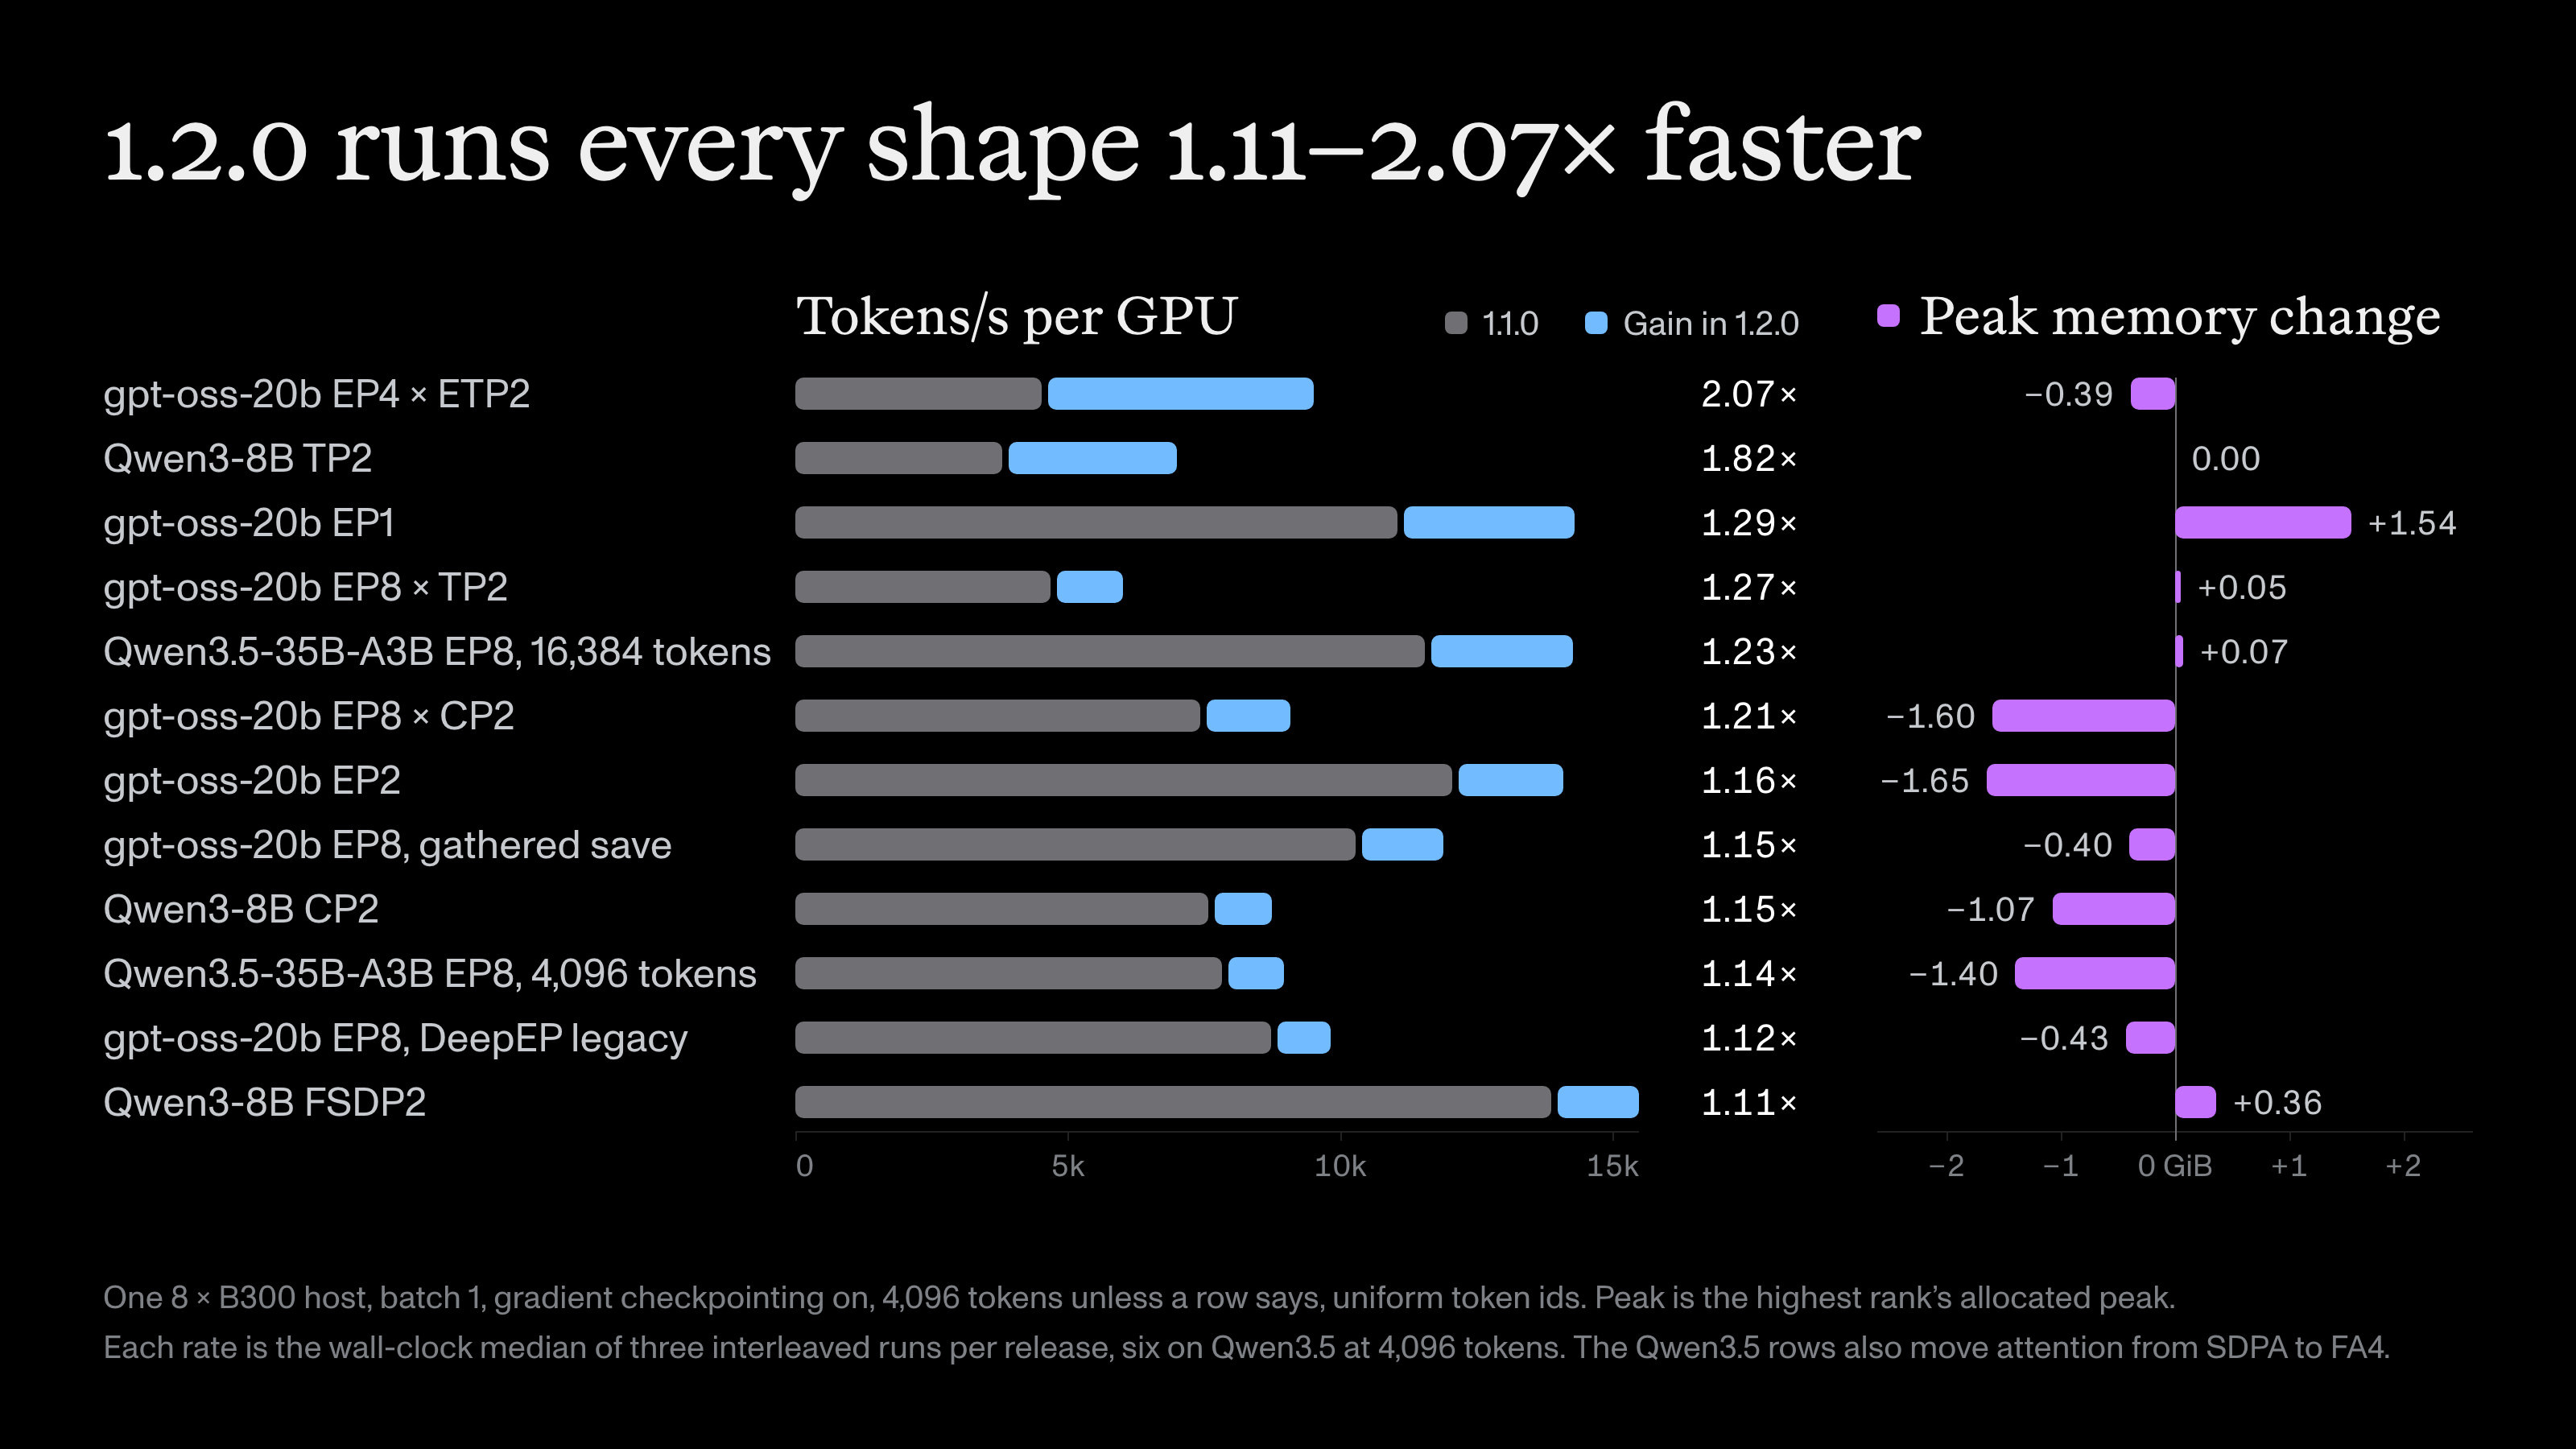 1.2.0 runs every shape 1.11–2.07× faster
Tokens/s per GPU
1.1.0
Gain in 1.2.0
Peak memory change
gpt-oss-20b EP4 × ETP2 2.07× −0.39
Qwen3-8B TP2 1.82× 0.00
gpt-oss-20b EP1 1.29× +1.54
gpt-oss-20b EP8 × TP2 1.27× +0.05
Qwen3.5-35B-A3B EP8, 16,384 tokens 1.23× +0.07
gpt-oss-20b EP8 × CP2 1.21× −1.60
gpt-oss-20b EP2 1.16× −1.65
gpt-oss-20b EP8, gathered save 1.15× −0.40
Qwen3-8B CP2 1.15× −1.07
Qwen3.5-35B-A3B EP8, 4,096 tokens 1.14× −1.40
gpt-oss-20b EP8, DeepEP legacy 1.12× −0.43
Qwen3-8B FSDP2 1.11× +0.36
0 5k 10k 15k
−2 −1 0 GiB +1 +2
One 8 × B300 host, batch 1, gradient checkpointing on, 4,096 tokens unless a row says, uniform token ids. Peak is the highest rank’s allocated peak.
Each rate is the wall-clock median of three interleaved runs per release, six on Qwen3.5 at 4,096 tokens. The Qwen3.5 rows also move attention from SDPA to FA4.